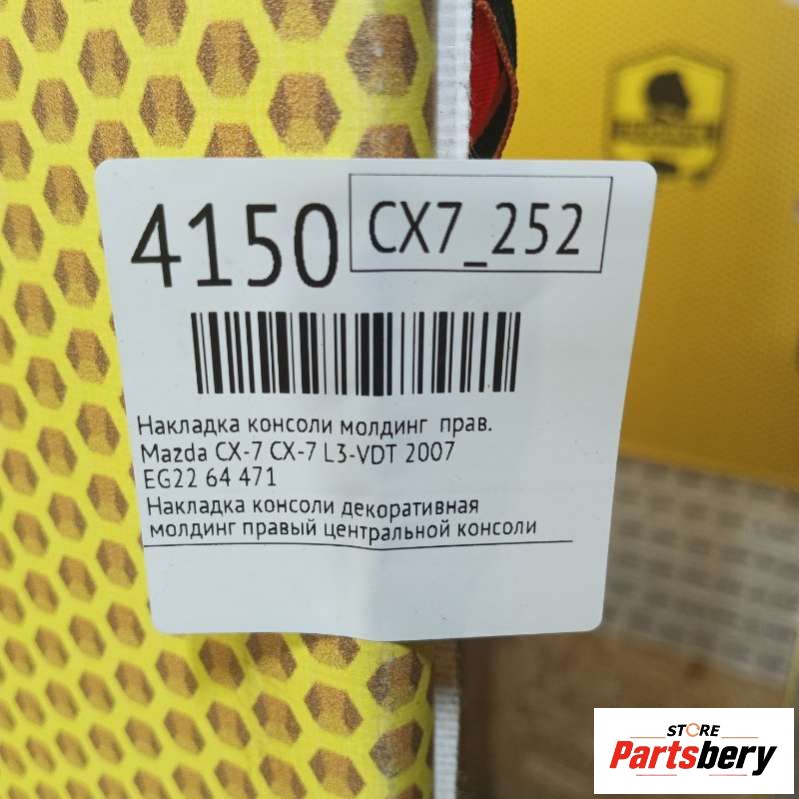 4150
CX7_252
Накладка консоли молдинг прав.
Mazda CX-7 CX-7 L3-VDT 2007
EG22 64 471
Накладка консоли декоративная
молдинг правый центральной консоли
STORE
Partsbery